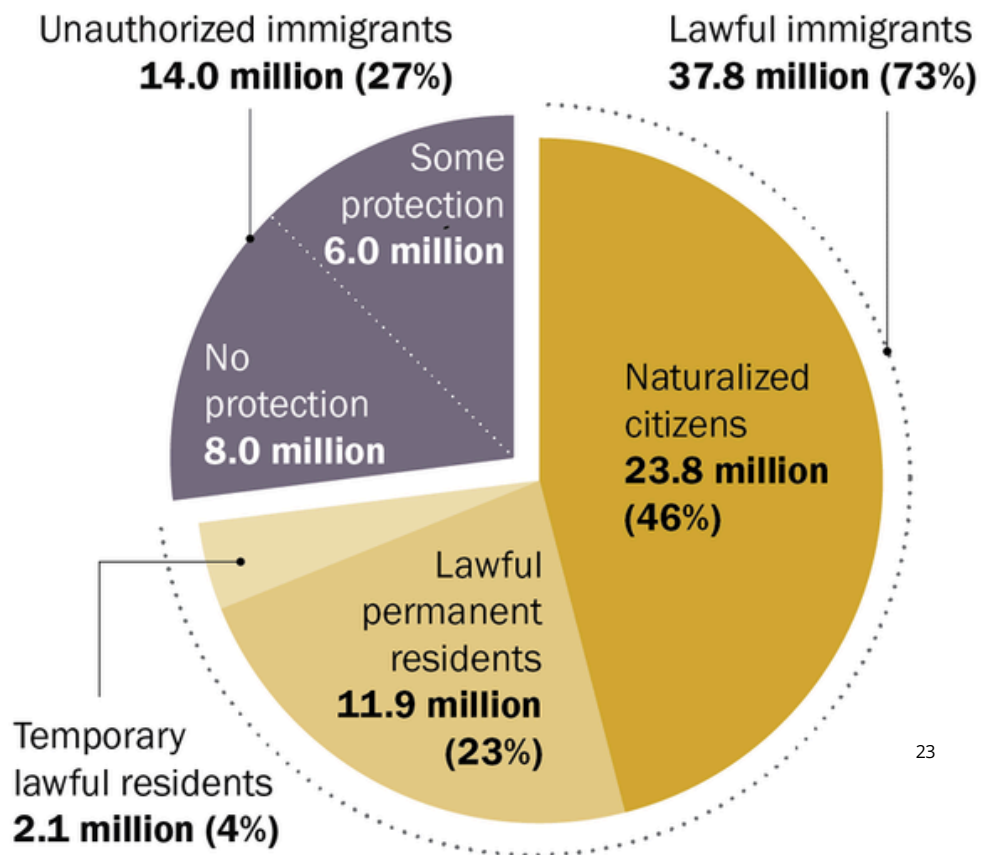 Unauthorized immigrants
14.0 million (27%)
Lawful immigrants
37.8 million (73%)
Some
protection
6.0 million
No
protection
8.0 million
Naturalized
citizens
23.8 million
(46%)
Lawful
permanent
residents
11.9 million
(23%)
Temporary
lawful residents
2.1 million (4%)
23